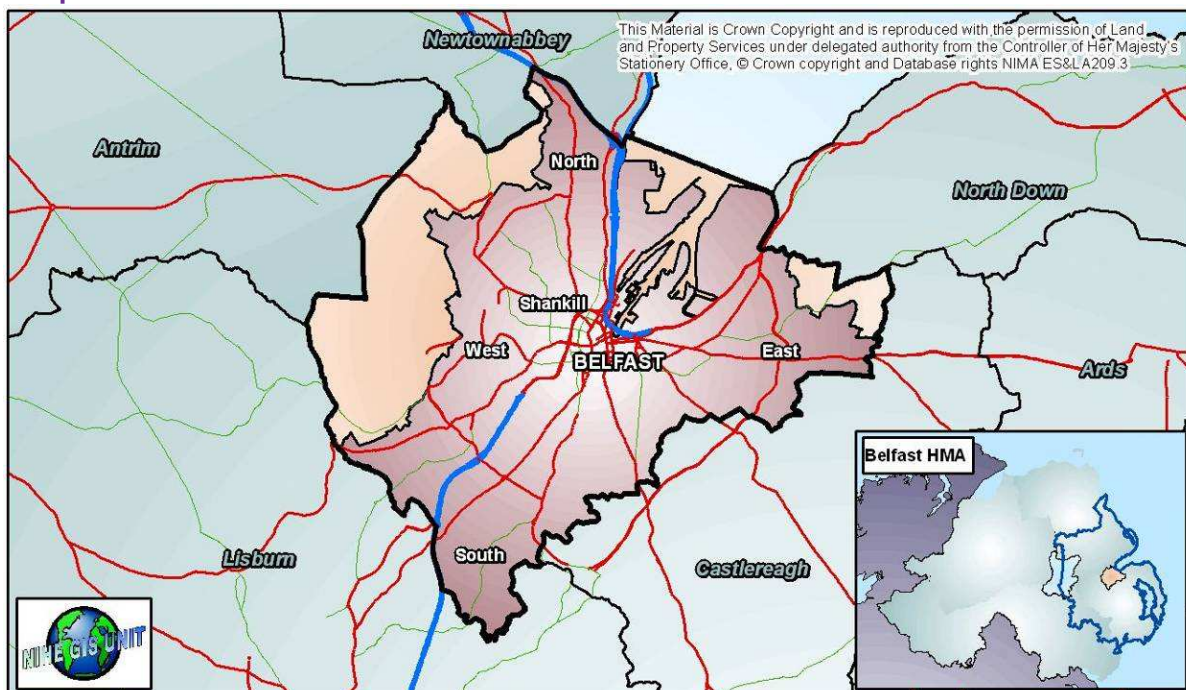 This Material is Crown Copyright and is reproduced with the permission of Land
and Property Services under delegated authority from the Controller of Her Majesty's
Stationery Office, © Crown copyright and Database rights NIMA ES&LA209.3
Newtownabbey
Antrim
North
North Down
Shankill
West
BELFAST
East
Ards
Belfast HMA
Lisburn
South
Castlereagh
NIHE GIS UNIT